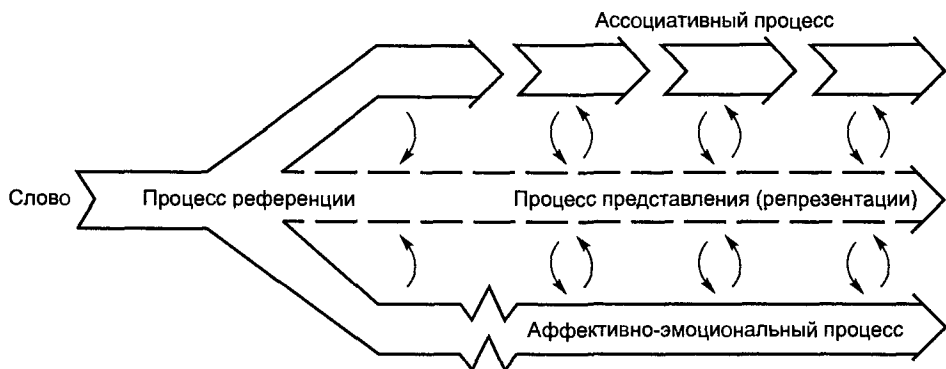 Ассоциативный процесс
Слово
Процесс референции
Процесс представления (репрезентации)
Аффективно-эмоциональный процесс